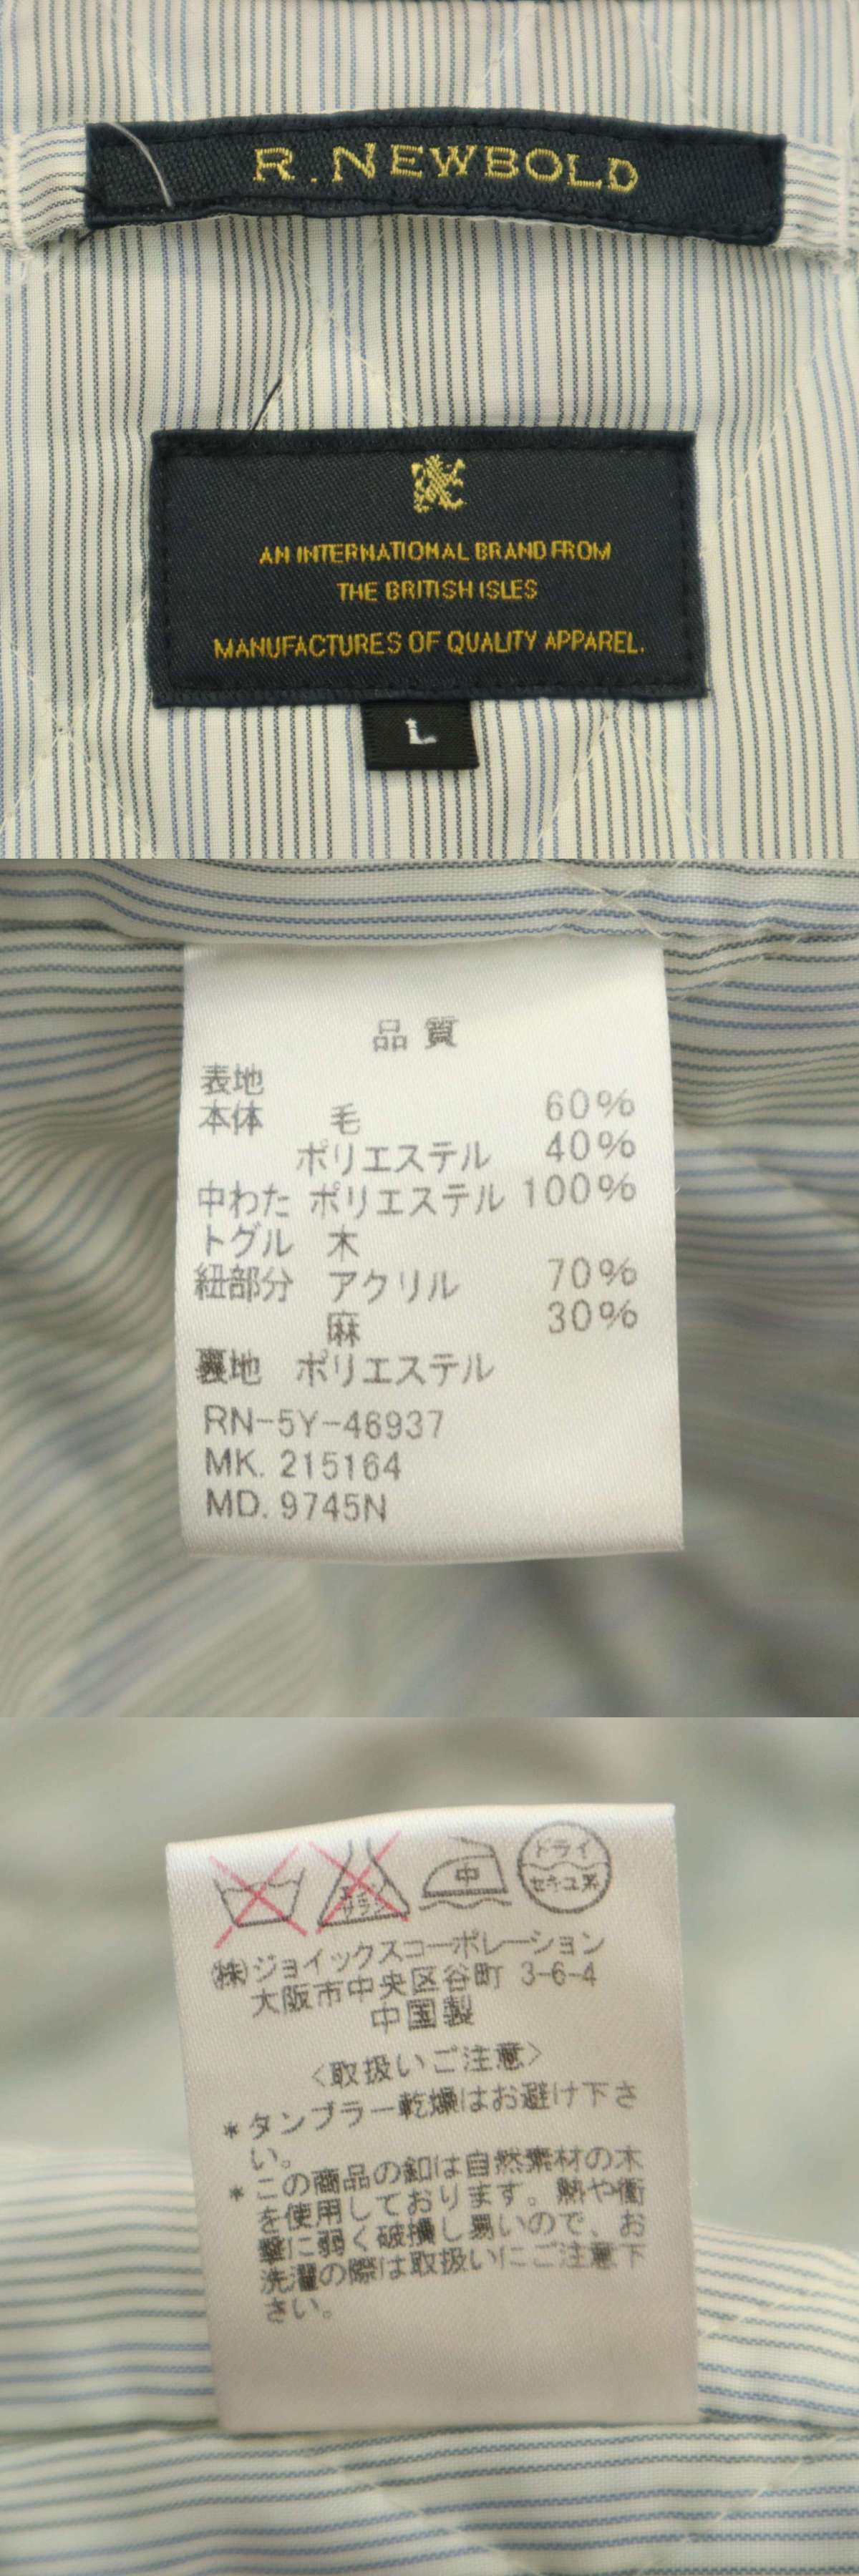 R.NEWBOLD
AN INTERNATIONAL BRAND FROM
THE BRITISH ISLES
MANUFACTURES OF QUALITY APPAREL.
L
品質
表地
本体 毛 60%
ポリエステル 40%
中わた ポリエステル 100%
トグル 木
紐部分 アクリル 70%
麻 30%
裏地 ポリエステル
RN-5Y-46937
MK. 215164
MD. 9745N
エンソ
サラシ
中
ドライ
セキユ系
㈱ジョイックスコーポレーション
大阪市中央区谷町 3-6-4
中国製
〈取扱いご注意〉
*タンブラー乾燥はお避け下さ
い。
*この商品の釦は自然素材の木
を使用しております。熱や衝
撃に弱く破損し易いので、お
洗濯の際は取扱いにご注意下
さい。